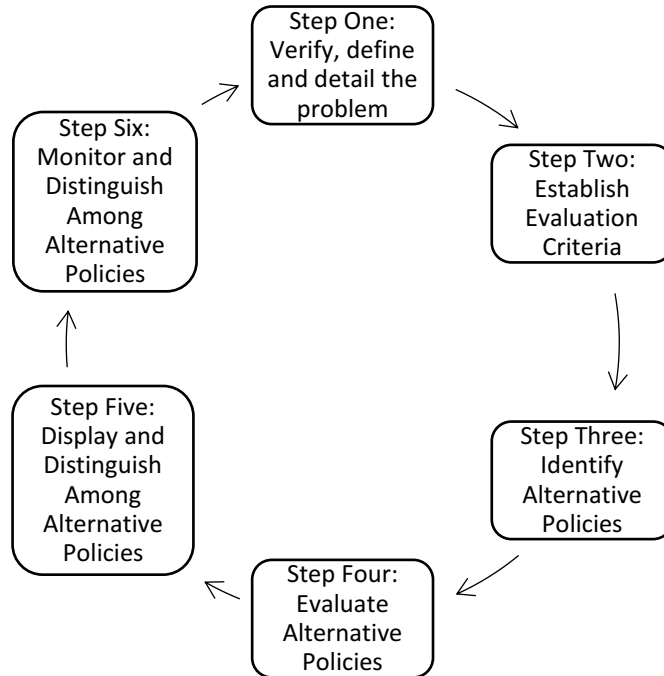 Step One:
Verify, define
and detail the
problem
Step Two:
Establish
Evaluation
Criteria
Step Three:
Identify
Alternative
Policies
Step Four:
Evaluate
Alternative
Policies
Step Five:
Display and
Distinguish
Among
Alternative
Policies
Step Six:
Monitor and
Distinguish
Among
Alternative
Policies